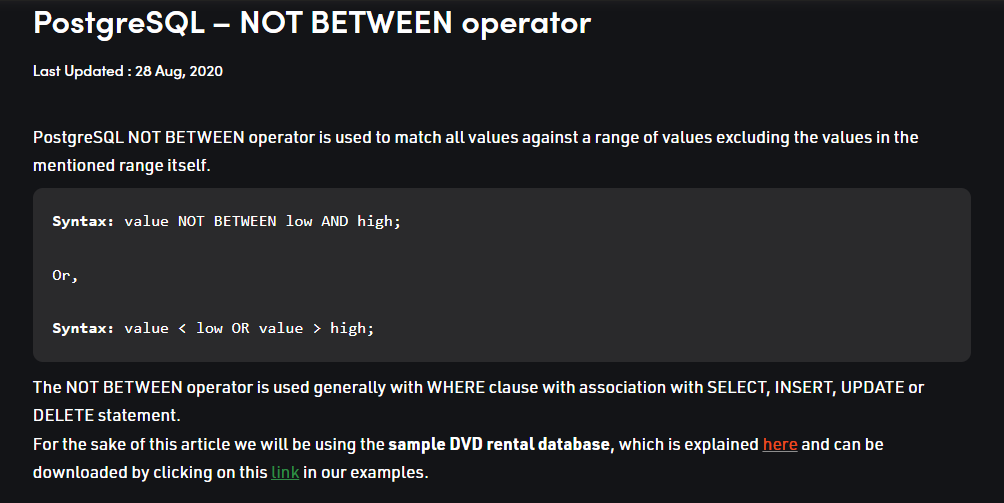 PostgreSQL – NOT BETWEEN operator
Last Updated : 28 Aug, 2020
PostgreSQL NOT BETWEEN operator is used to match all values against a range of values excluding the values in the
mentioned range itself.
Syntax: value NOT BETWEEN low AND high;
Or,
Syntax: value < low OR value > high;
The NOT BETWEEN operator is used generally with WHERE clause with association with SELECT, INSERT, UPDATE or
DELETE statement.
For the sake of this article we will be using the sample DVD rental database, which is explained here and can be
downloaded by clicking on this link in our examples.